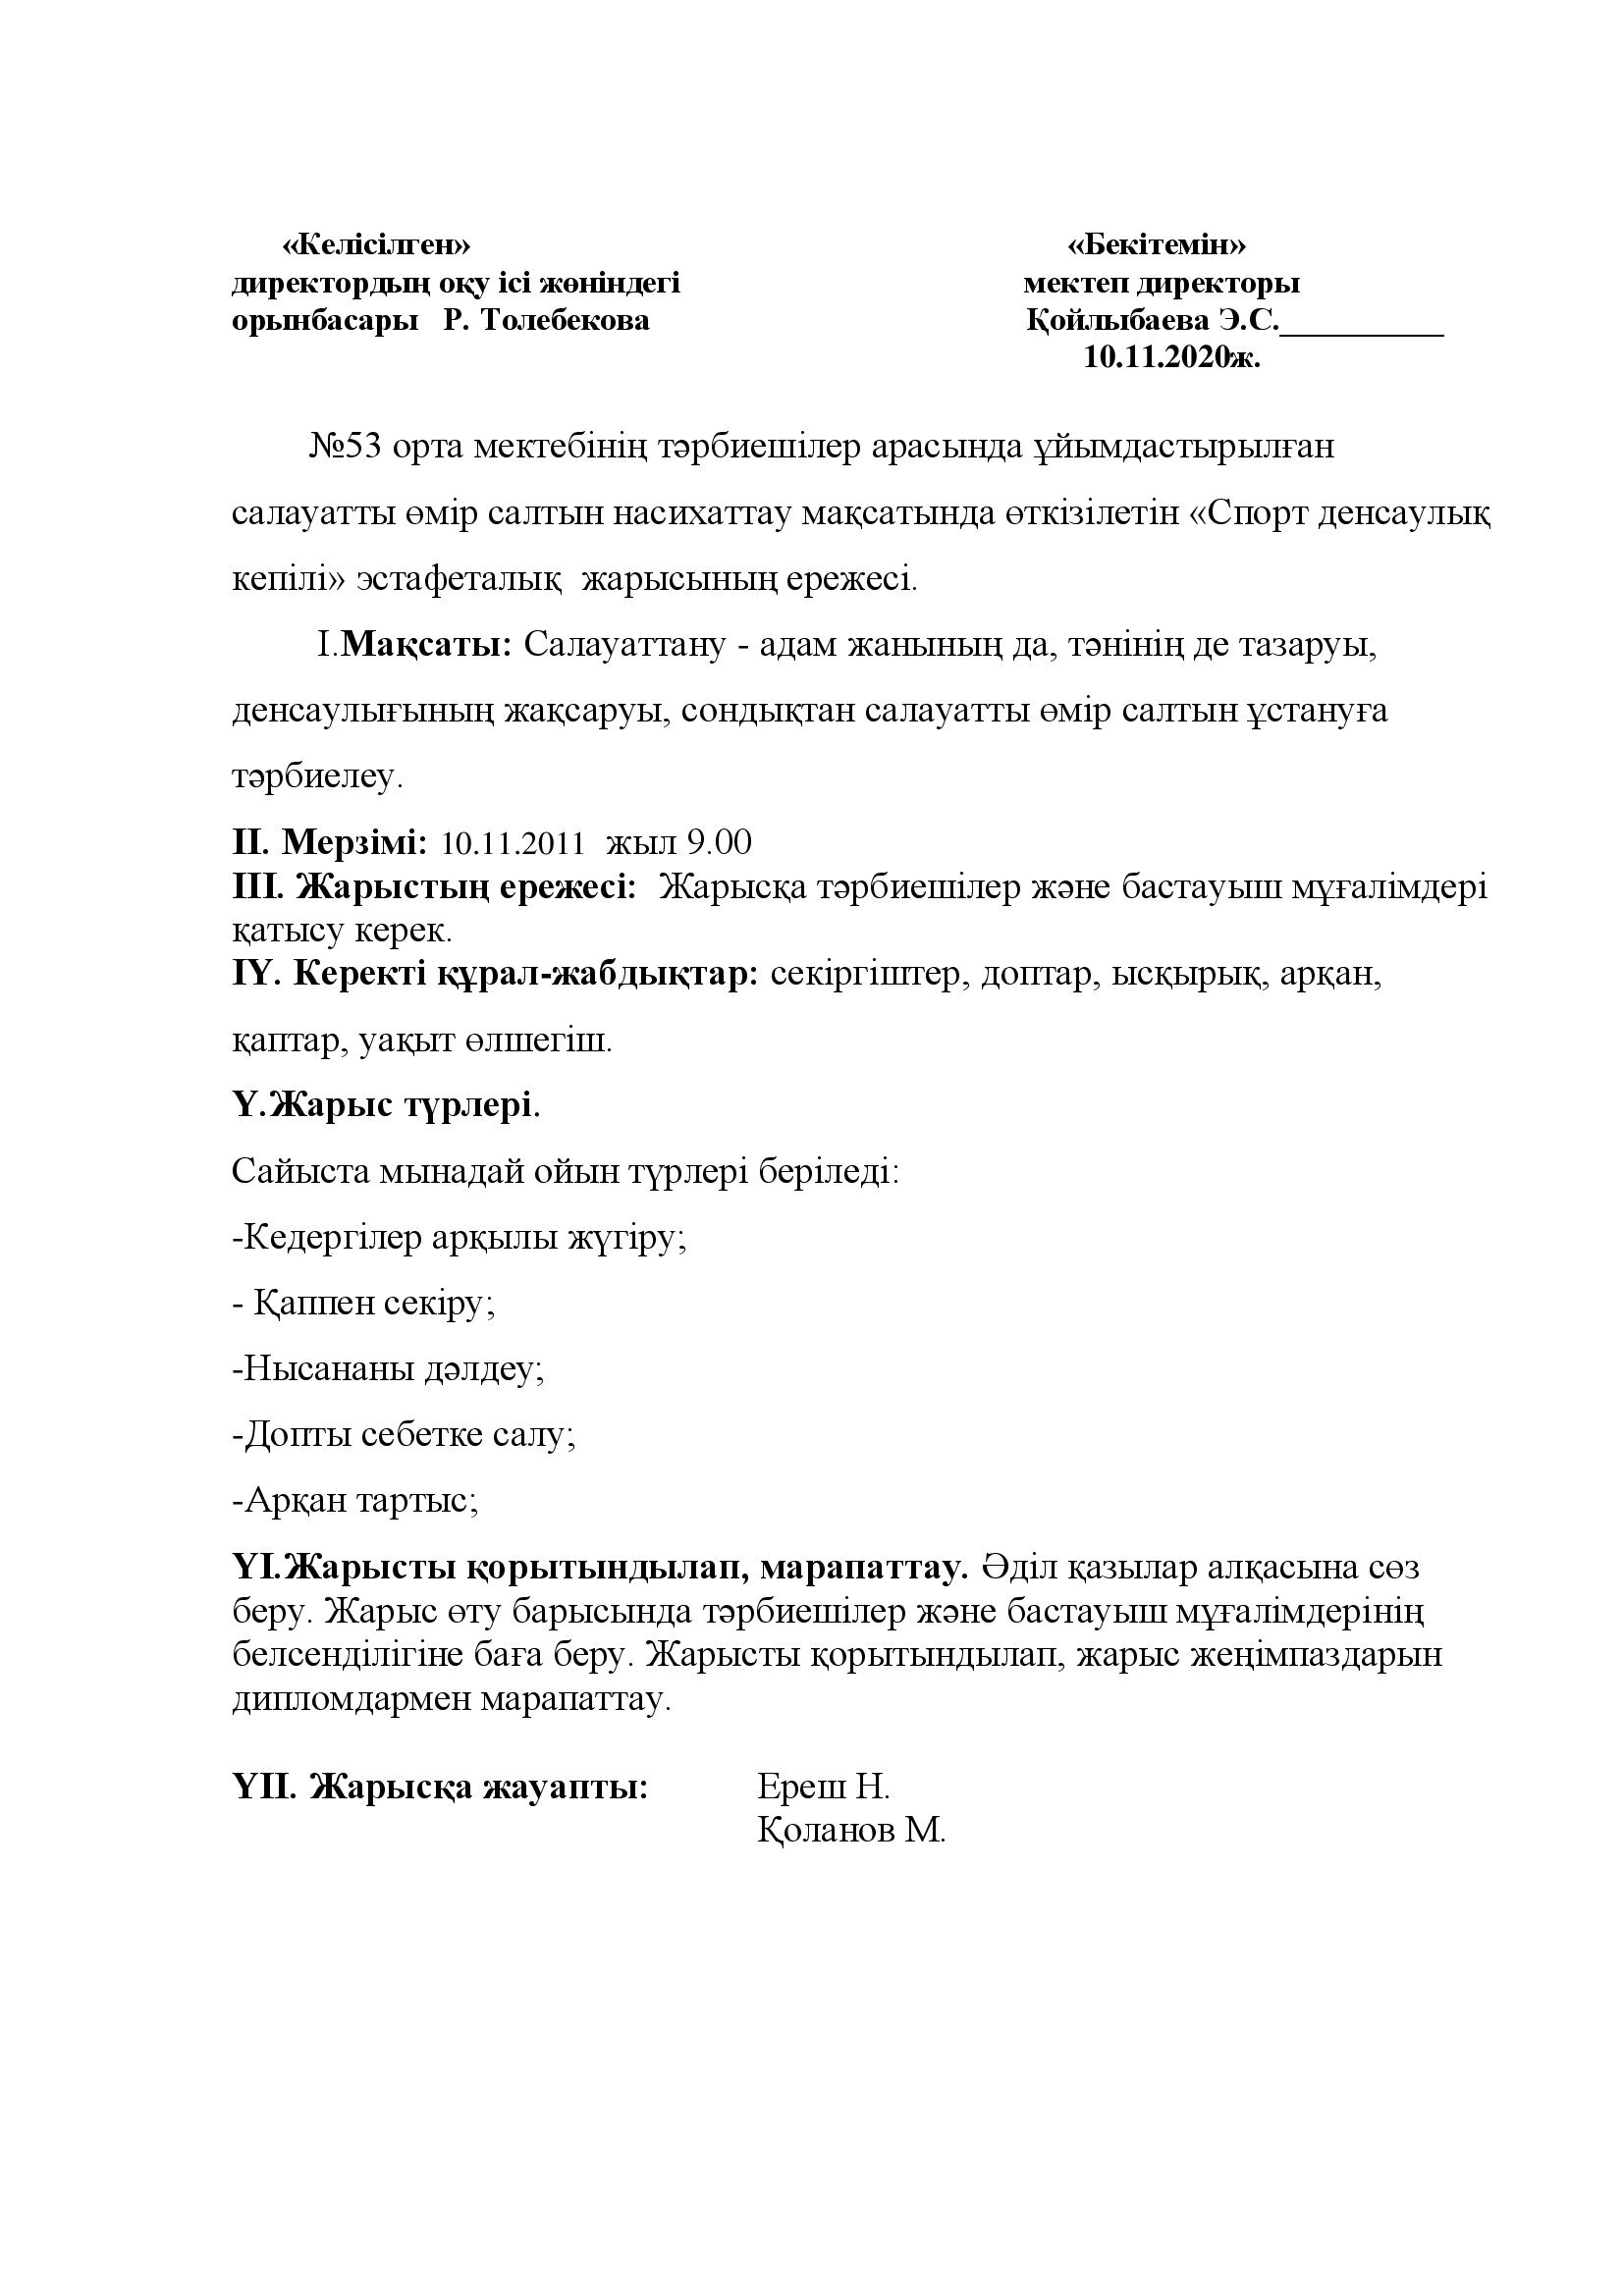 «Келісілген» «Бекітемін»
директордың оқу ісі жөніндегі мектеп директоры
орынбасары Р. Толебекова Қойлыбаева Э.С.__________
10.11.2020ж.
№53 орта мектебінің тәрбиешілер арасында ұйымдастырылған
салауатты өмір салтын насихаттау мақсатында өткізілетін «Спорт денсаулық
кепілі» эстафеталық жарысының ережесі.
І.Мақсаты: Салауаттану - адам жанының да, тәнінің де тазаруы,
денсаулығының жақсаруы, сондықтан салауатты өмір салтын ұстануға
тәрбиелеу.
ІІ. Мерзімі: 10.11.2011 жыл 9.00
ІІІ. Жарыстың ережесі: Жарысқа тәрбиешілер және бастауыш мұғалімдері
қатысу керек.
ІҮ. Керекті құрал-жабдықтар: секіргіштер, доптар, ысқырық, арқан,
қаптар, уақыт өлшегіш.
Ү.Жарыс түрлері.
Сайыста мынадай ойын түрлері беріледі:
-Кедергілер арқылы жүгіру;
- Қаппен секіру;
-Нысананы дәлдеу;
-Допты себетке салу;
-Арқан тартыс;
ҮІ.Жарысты қорытындылап, марапаттау. Әділ қазылар алқасына сөз
беру. Жарыс өту барысында тәрбиешілер және бастауыш мұғалімдерінің
белсенділігіне баға беру. Жарысты қорытындылап, жарыс жеңімпаздарын
дипломдармен марапаттау.
ҮІІ. Жарысқа жауапты: Ереш Н.
Қоланов М.